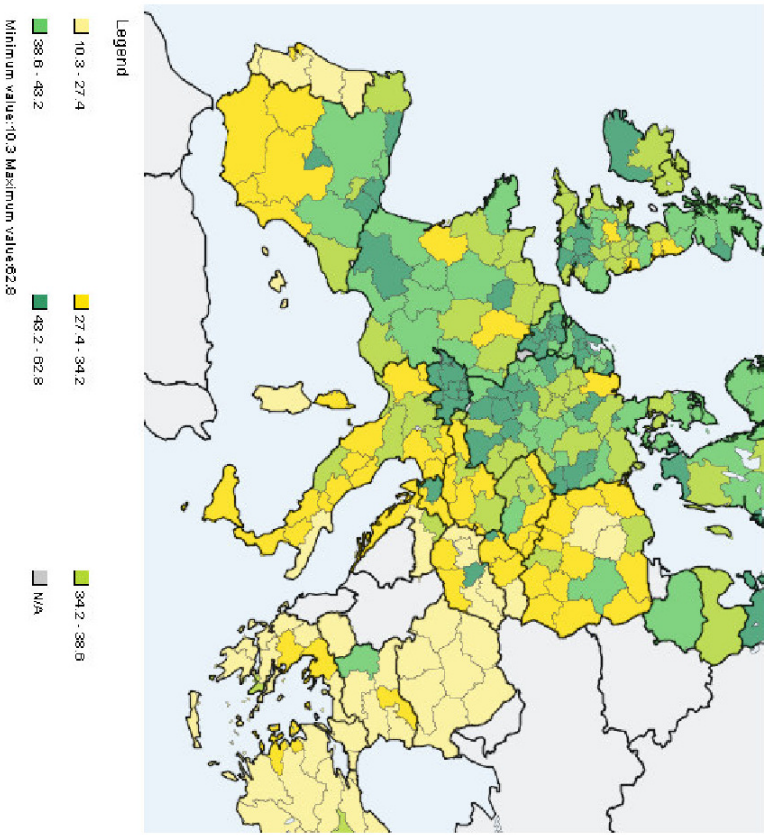 Legend
10.3 - 27.4 27.4 - 34.2 34.2 - 38.6
38.6 - 43.2 43.2 - 62.8 N/A
Minimum value:10.3 Maximum value:62.8